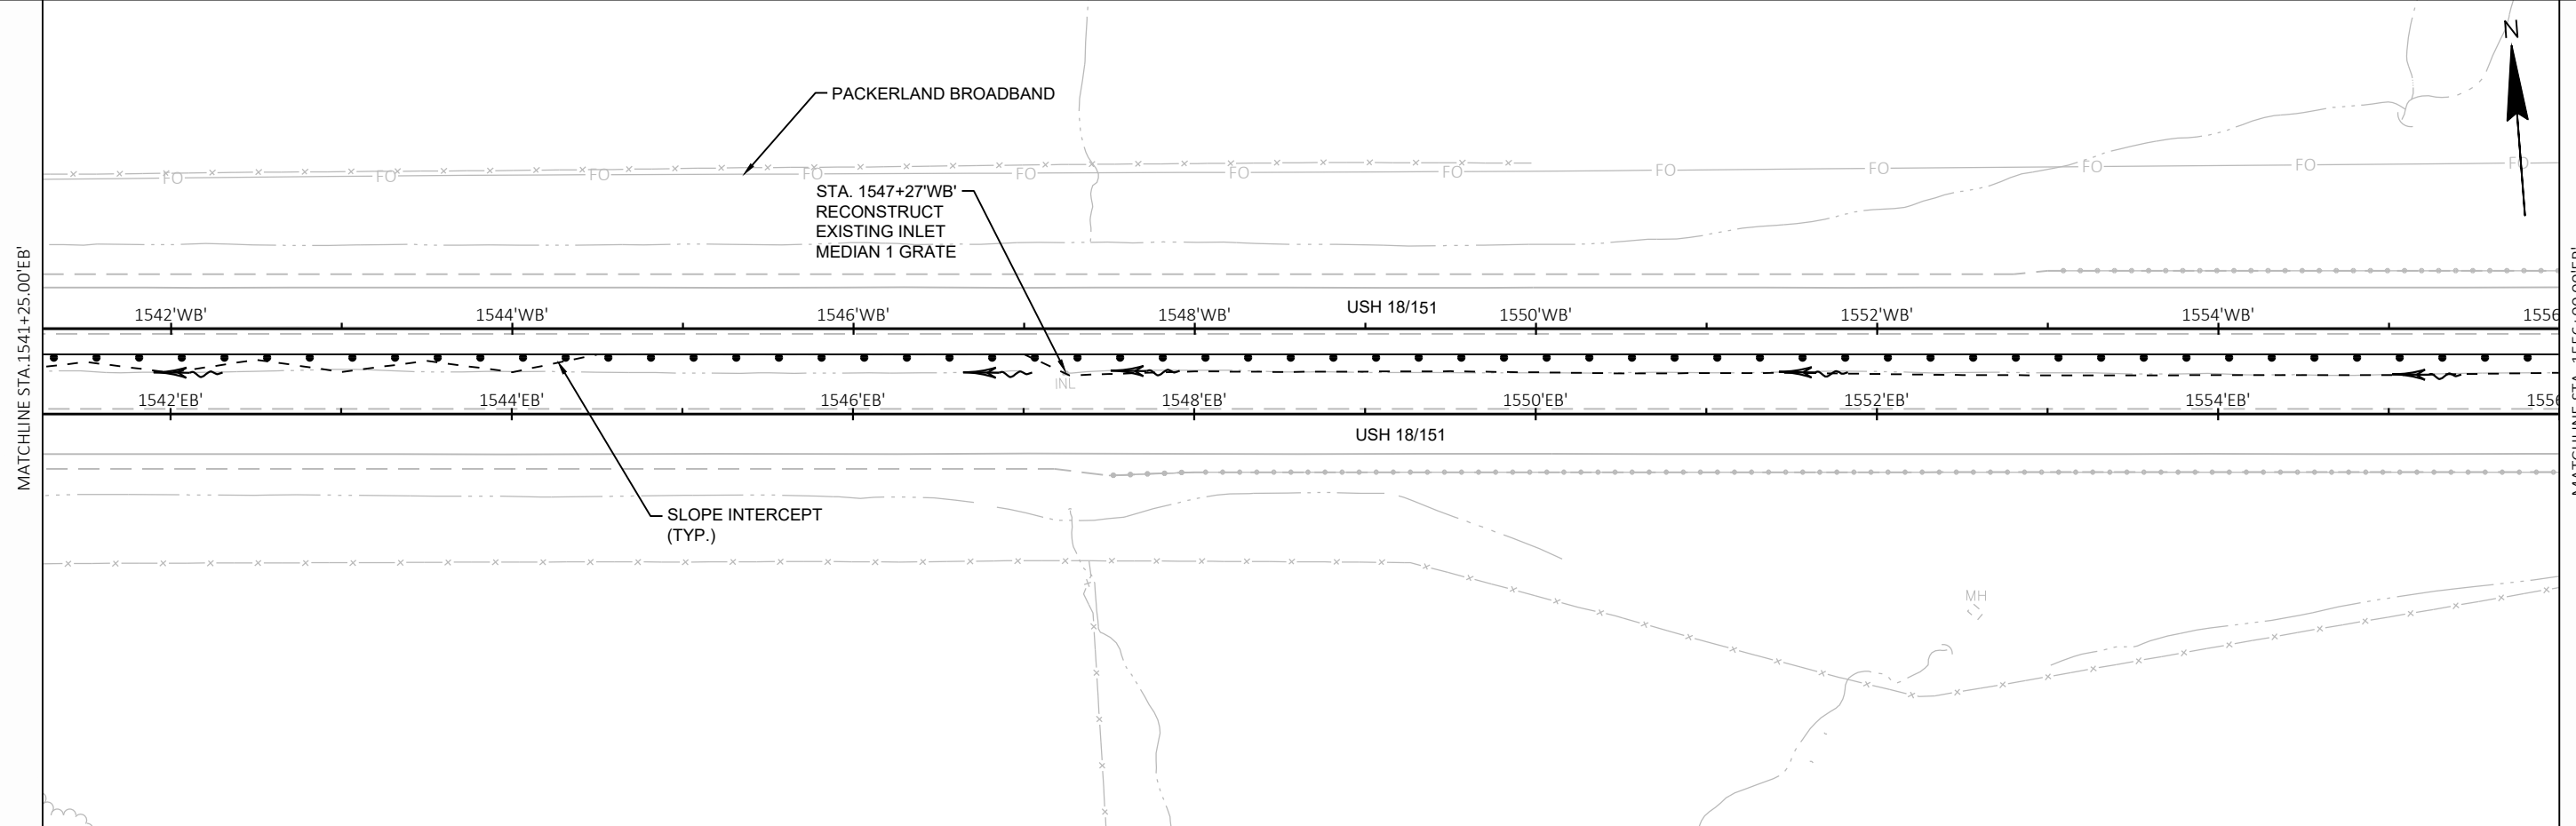 N
PACKERLAND BROADBAND
FO FO FO FO FO FO FO FO FO FO FO FO
STA. 1547+27'WB'
RECONSTRUCT
EXISTING INLET
MEDIAN 1 GRATE
MATCHLINE STA.1541+25.00'EB'
USH 18/151
1542'WB' 1544'WB' 1546'WB' 1548'WB' 1550'WB' 1552'WB' 1554'WB' 1556
INL
1542'EB' 1544'EB' 1546'EB' 1548'EB' 1550'EB' 1552'EB' 1554'EB' 1556
USH 18/151
SLOPE INTERCEPT
(TYP.)
MH